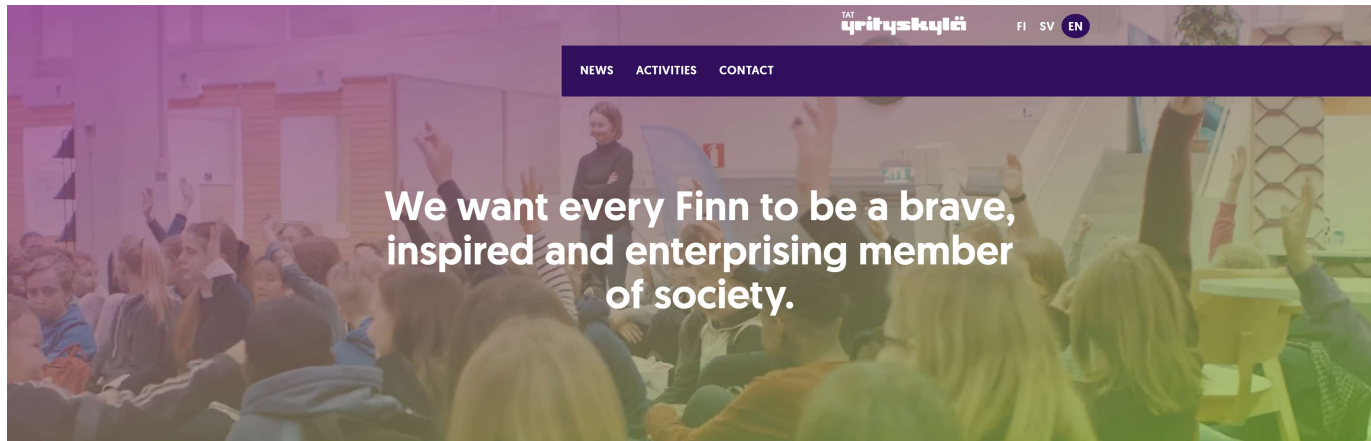 TAT
yrityskylä
FI SV EN
NEWS ACTIVITIES CONTACT
We want every Finn to be a brave,
inspired and enterprising member
of society.